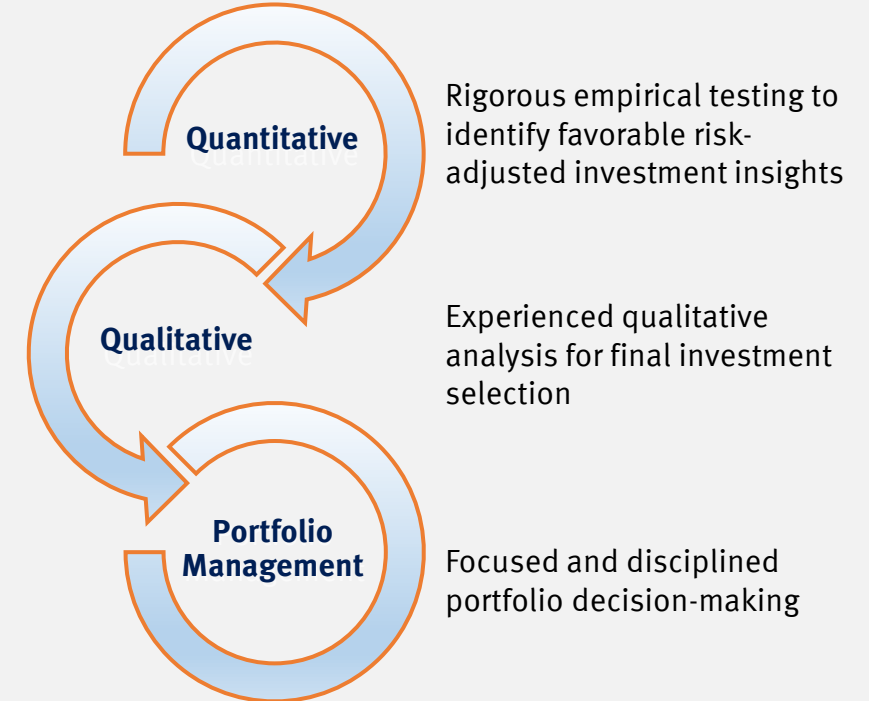 Quantitative
Rigorous empirical testing to
identify favorable risk-
adjusted investment insights
Qualitative
Experienced qualitative
analysis for final investment
selection
Portfolio
Management
Focused and disciplined
portfolio decision-making